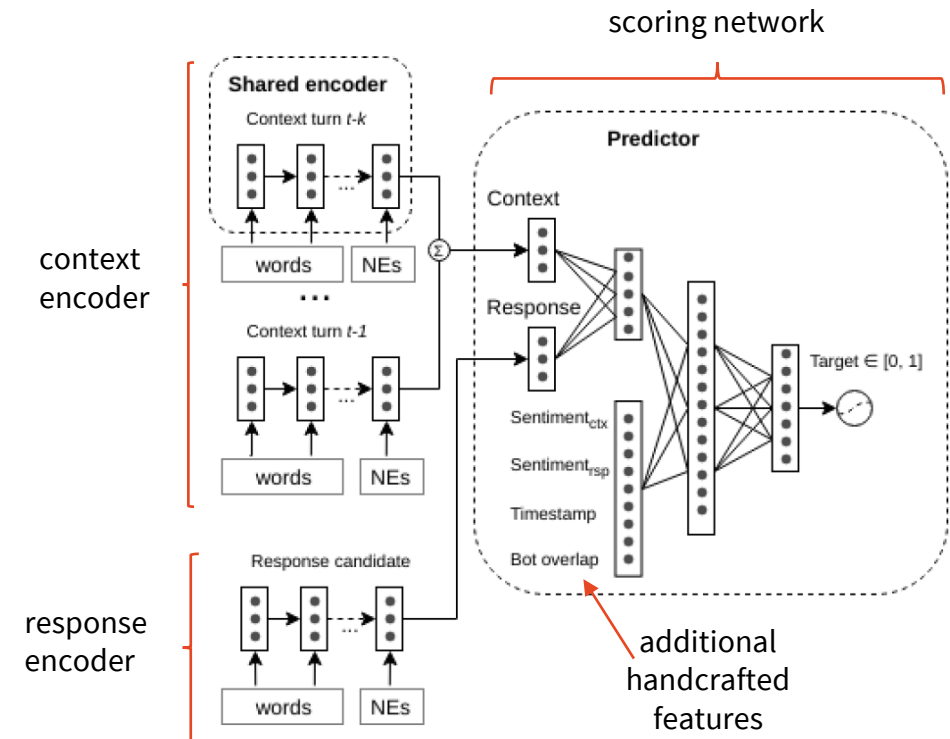 scoring network
Shared encoder
Context turn t-k
...
words
NEs
...
Σ
context
encoder
Context turn t-1
...
words
NEs
Predictor
Context
Response
Sentiment_ctx
Sentiment_rsp
Timestamp
Bot overlap
Target ∈ [0, 1]
response
encoder
Response candidate
...
words
NEs
additional
handcrafted
features